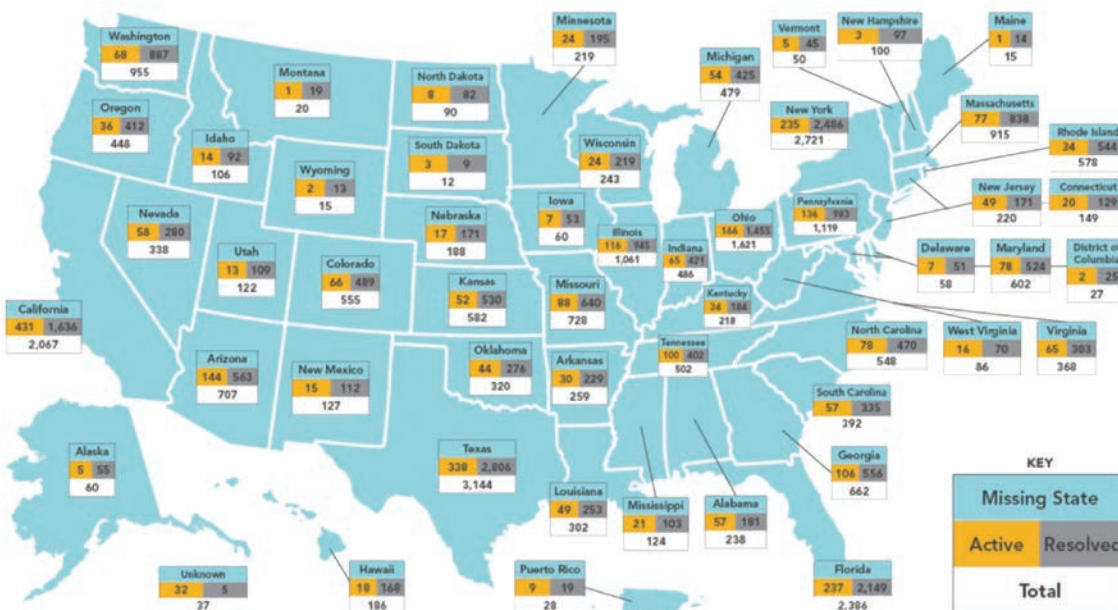 Washington
68 887
955
Oregon
36 412
448
Idaho
14 92
106
Montana
1 19
20
North Dakota
8 82
90
South Dakota
3 9
12
Wyoming
2 13
15
Nebraska
17 171
188
Nevada
58 280
338
Utah
13 109
122
Colorado
66 489
555
Kansas
52 530
582
California
431 1,636
2,067
Arizona
144 563
707
New Mexico
15 112
127
Oklahoma
44 276
320
Texas
338 2,806
3,144
Minnesota
24 195
219
Wisconsin
24 219
243
Iowa
7 53
60
Missouri
88 640
728
Arkansas
30 229
259
Louisiana
49 253
302
Michigan
54 425
479
Illinois
116 945
1,061
Indiana
65 421
486
Ohio
166 1,455
1,621
Kentucky
34 184
218
Tennessee
100 402
502
Mississippi
21 103
124
Alabama
57 181
238
Vermont
5 45
50
New Hampshire
3 97
100
Maine
1 14
15
New York
235 2,486
2,721
Massachusetts
77 838
915
Rhode Island
34 544
578
Pennsylvania
136 983
1,119
New Jersey
49 171
220
Connecticut
20 129
149
Delaware
7 51
58
Maryland
78 524
602
District of
Columbia
2 25
27
North Carolina
78 470
548
West Virginia
16 70
86
Virginia
65 303
368
South Carolina
57 335
392
Georgia
106 556
662
Florida
237 2,149
2,386
Alaska
5 55
60
Unknown
32 5
37
Hawaii
18 168
186
Puerto Rico
9 19
28
KEY
Missing State
Active Resolved
Total